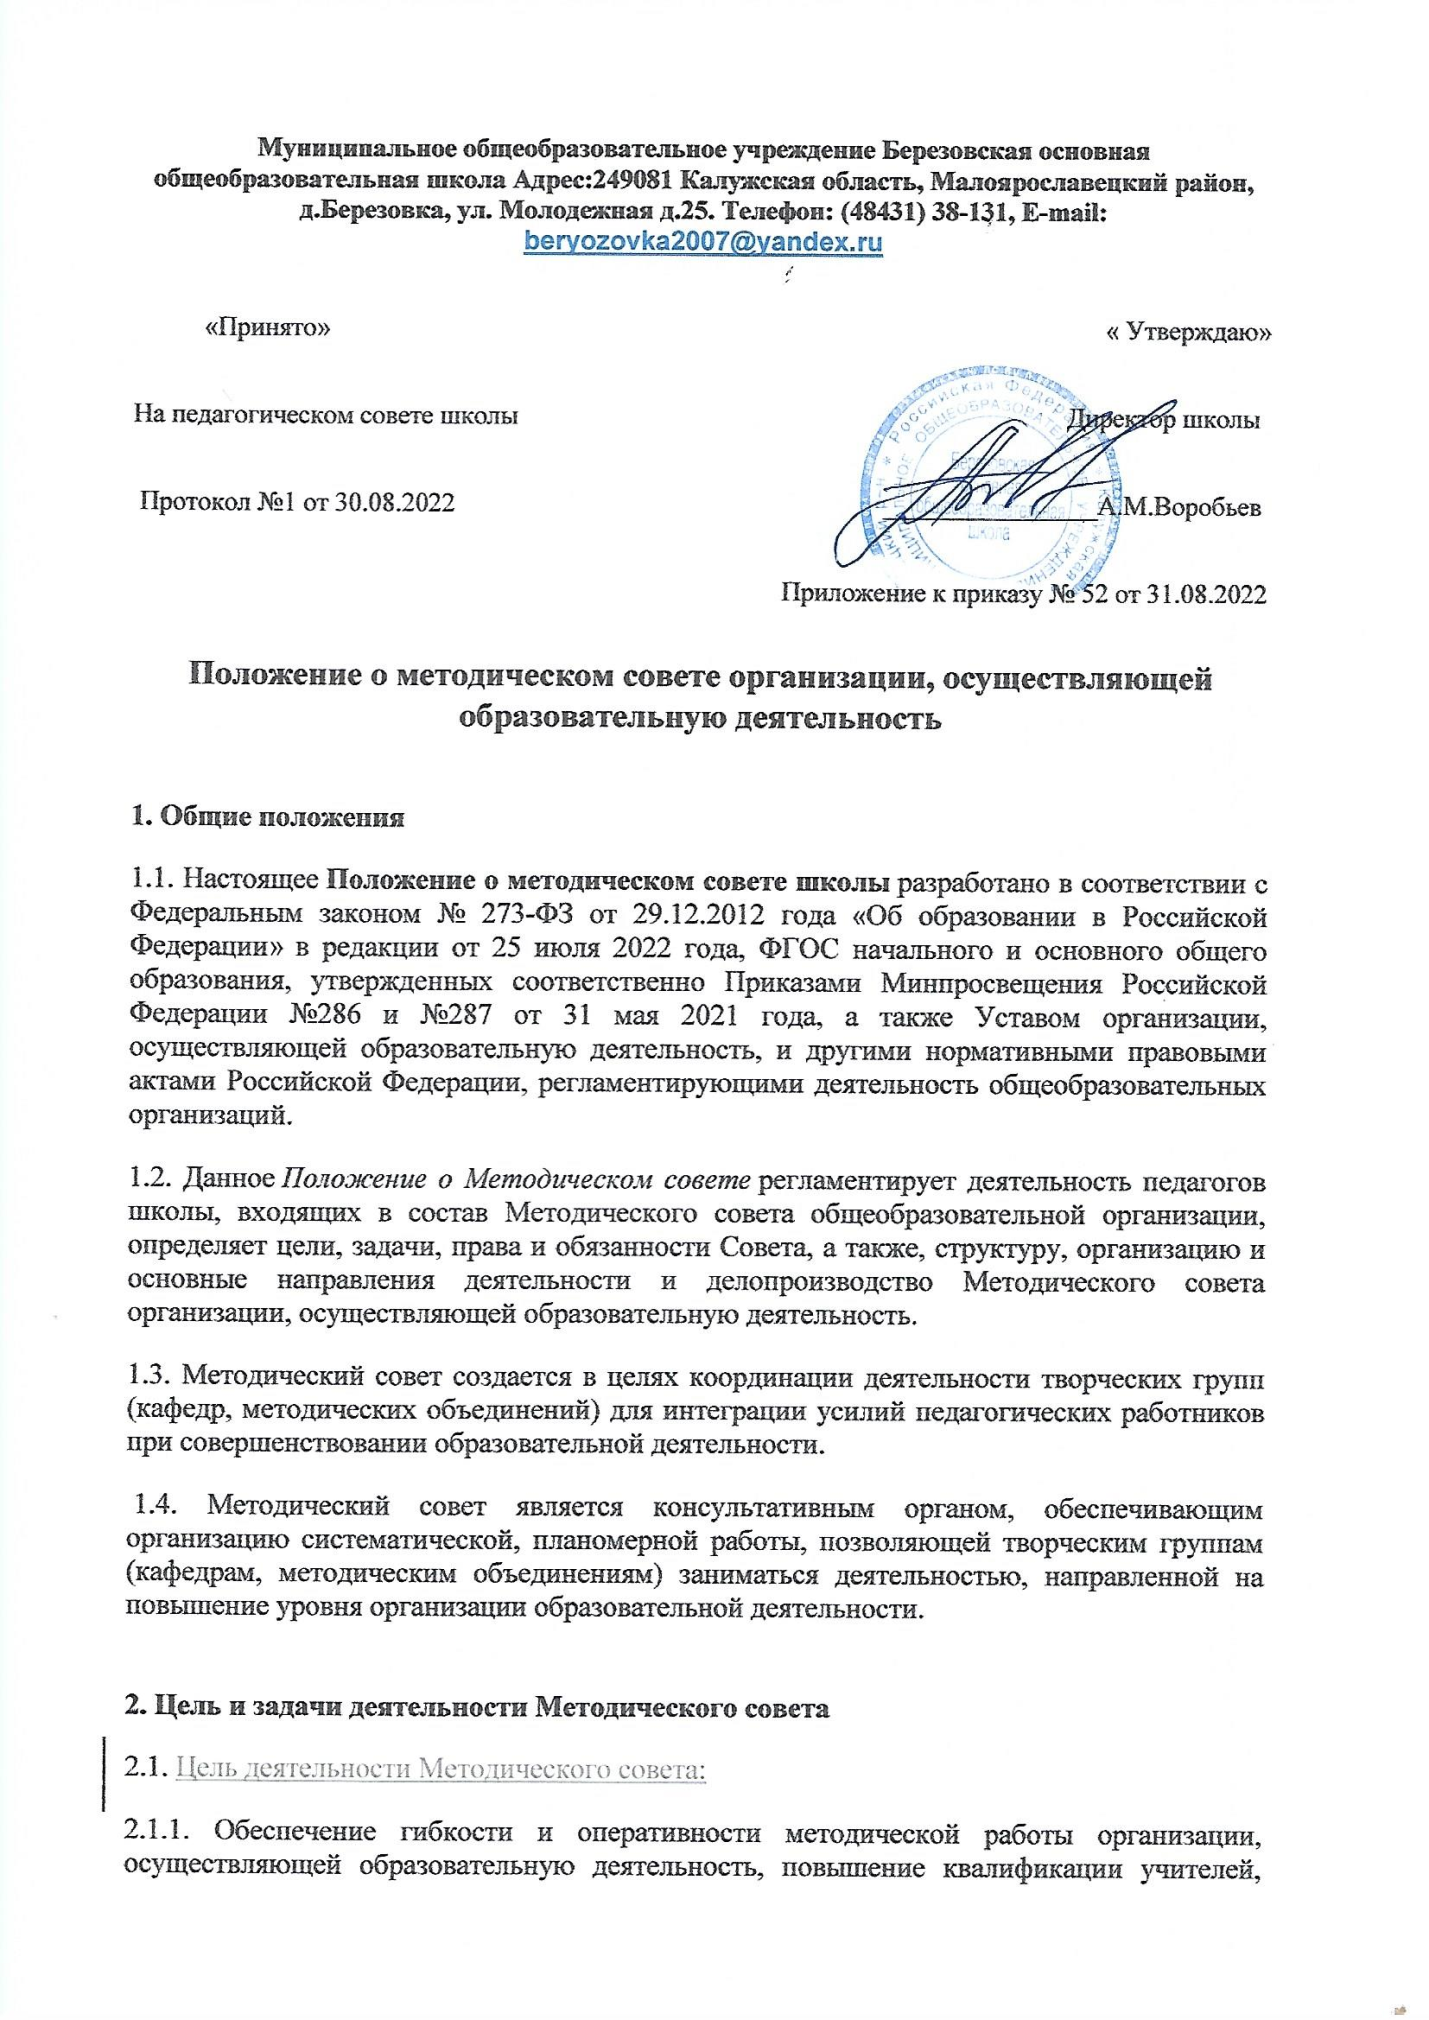 Муниципальное общеобразовательное учреждение Березовская основная
общеобразовательная школа Адрес:249081 Калужская область, Малоярославецкий район,
д.Березовка, ул. Молодежная д.25. Телефон: (48431) 38-131, E-mail:
beryozovka2007@yandex.ru
«Принято»
« Утверждаю»
На педагогическом совете школы
Директор школы
Протокол №1 от 30.08.2022
А.М.Воробьев
Российская Федерация
Калужская
ОБЩЕОБРАЗОВАТЕЛЬ
общеобразовательная
школа
Приложение к приказу № 52 от 31.08.2022
Положение о методическом совете организации, осуществляющей
образовательную деятельность
1. Общие положения
1.1. Настоящее Положение о методическом совете школы разработано в соответствии с
Федеральным законом № 273-ФЗ от 29.12.2012 года «Об образовании в Российской
Федерации» в редакции от 25 июля 2022 года, ФГОС начального и основного общего
образования, утвержденных соответственно Приказами Минпросвещения Российской
Федерации №286 и №287 от 31 мая 2021 года, а также Уставом организации,
осуществляющей образовательную деятельность, и другими нормативными правовыми
актами Российской Федерации, регламентирующими деятельность общеобразовательных
организаций.
1.2. Данное Положение о Методическом совете регламентирует деятельность педагогов
школы, входящих в состав Методического совета общеобразовательной организации,
определяет цели, задачи, права и обязанности Совета, а также, структуру, организацию и
основные направления деятельности и делопроизводство Методического совета
организации, осуществляющей образовательную деятельность.
1.3. Методический совет создается в целях координации деятельности творческих групп
(кафедр, методических объединений) для интеграции усилий педагогических работников
при совершенствовании образовательной деятельности.
1.4. Методический совет является консультативным органом, обеспечивающим
организацию систематической, планомерной работы, позволяющей творческим группам
(кафедрам, методическим объединениям) заниматься деятельностью, направленной на
повышение уровня организации образовательной деятельности.
2. Цель и задачи деятельности Методического совета
2.1. Цель деятельности Методического совета:
2.1.1. Обеспечение гибкости и оперативности методической работы организации,
осуществляющей образовательную деятельность, повышение квалификации учителей,